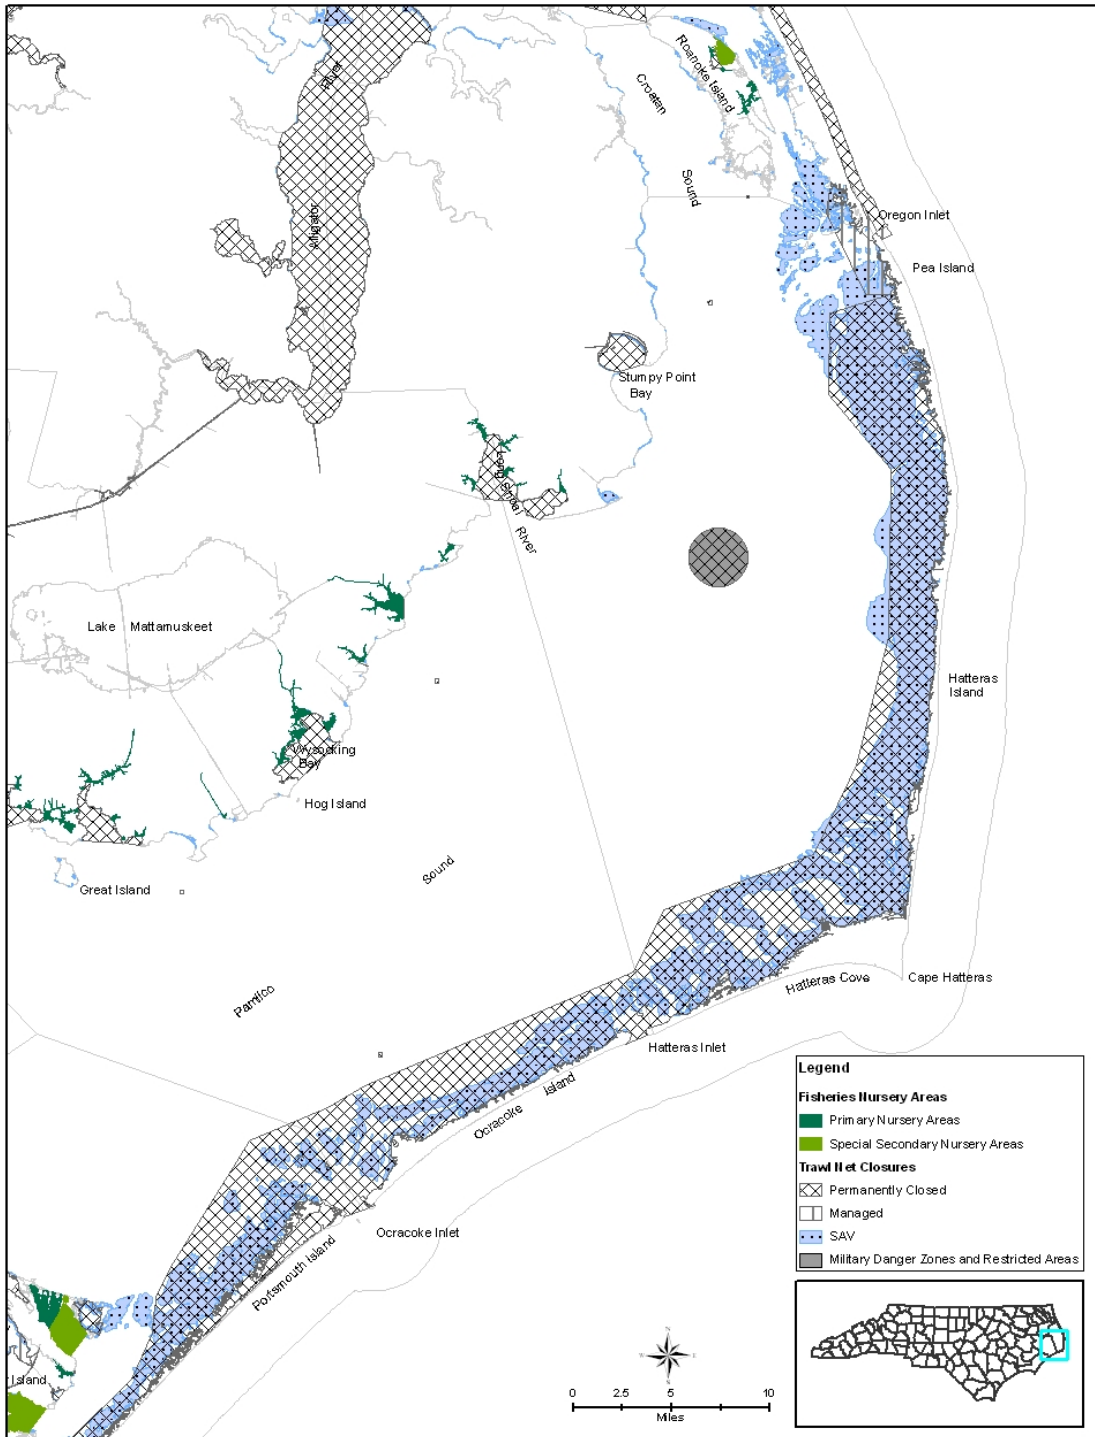 River
Alligator
Croatan
Sound
Roanoke Island
Oregon Inlet
Pea Island
Stumpy Point
Bay
Long Shoal
River
Lake Mattamuskeet
Hatteras
Island
Wysocking
Bay
Hog Island
Great Island
Sound
Pamlico
Hatteras Cove
Cape Hatteras
Hatteras Inlet
Ocracoke Island
Ocracoke Inlet
Portsmouth Island
Island
Legend
Fisheries Nursery Areas
Primary Nursery Areas
Special Secondary Nursery Areas
Trawl Net Closures
Permanently Closed
Managed
SAV
Military Danger Zones and Restricted Areas
N
W E
S
0 2.5 5 10
Miles